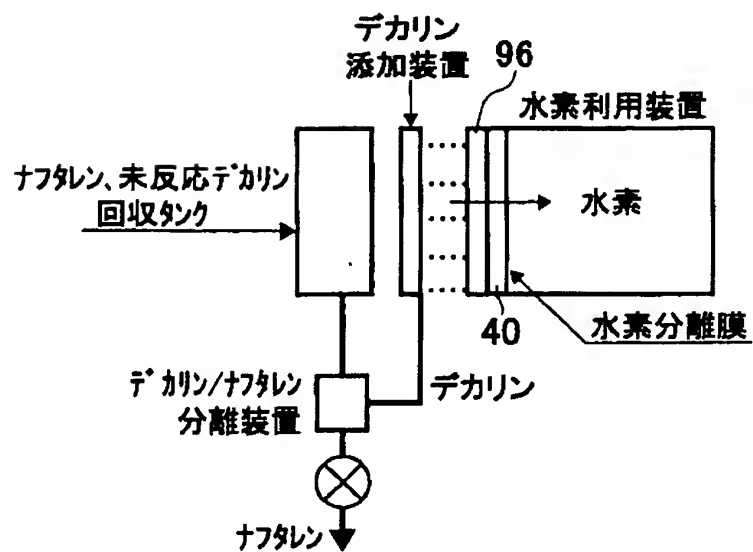 デカリン
添加装置
96
水素利用装置
ナフタレン、未反応デカリン
回収タンク
水素
40
水素分離膜
デカリン/ナフタレン
分離装置
デカリン
ナフタレン